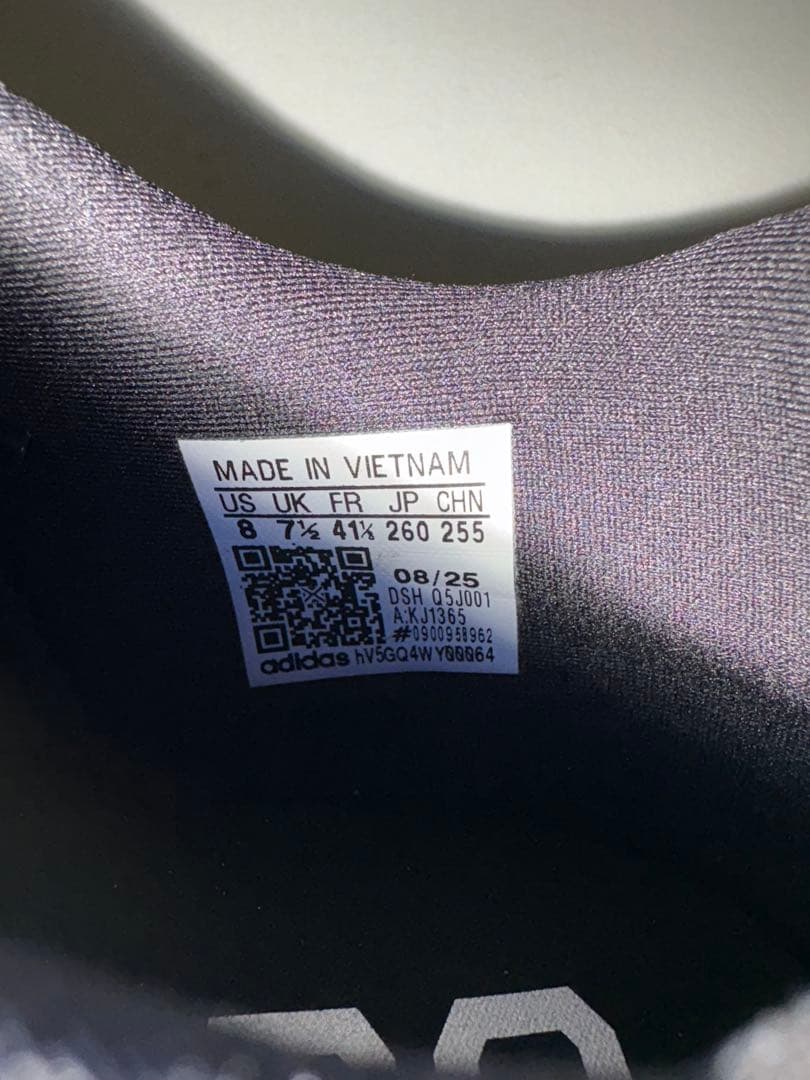 MADE IN VIETNAM
US UK FR JP CHN
8 7½ 41⅓ 260 255
08/25
DSH Q5J001
A:KJ1365
#0900958962
adidas hV5GQ4WY00064